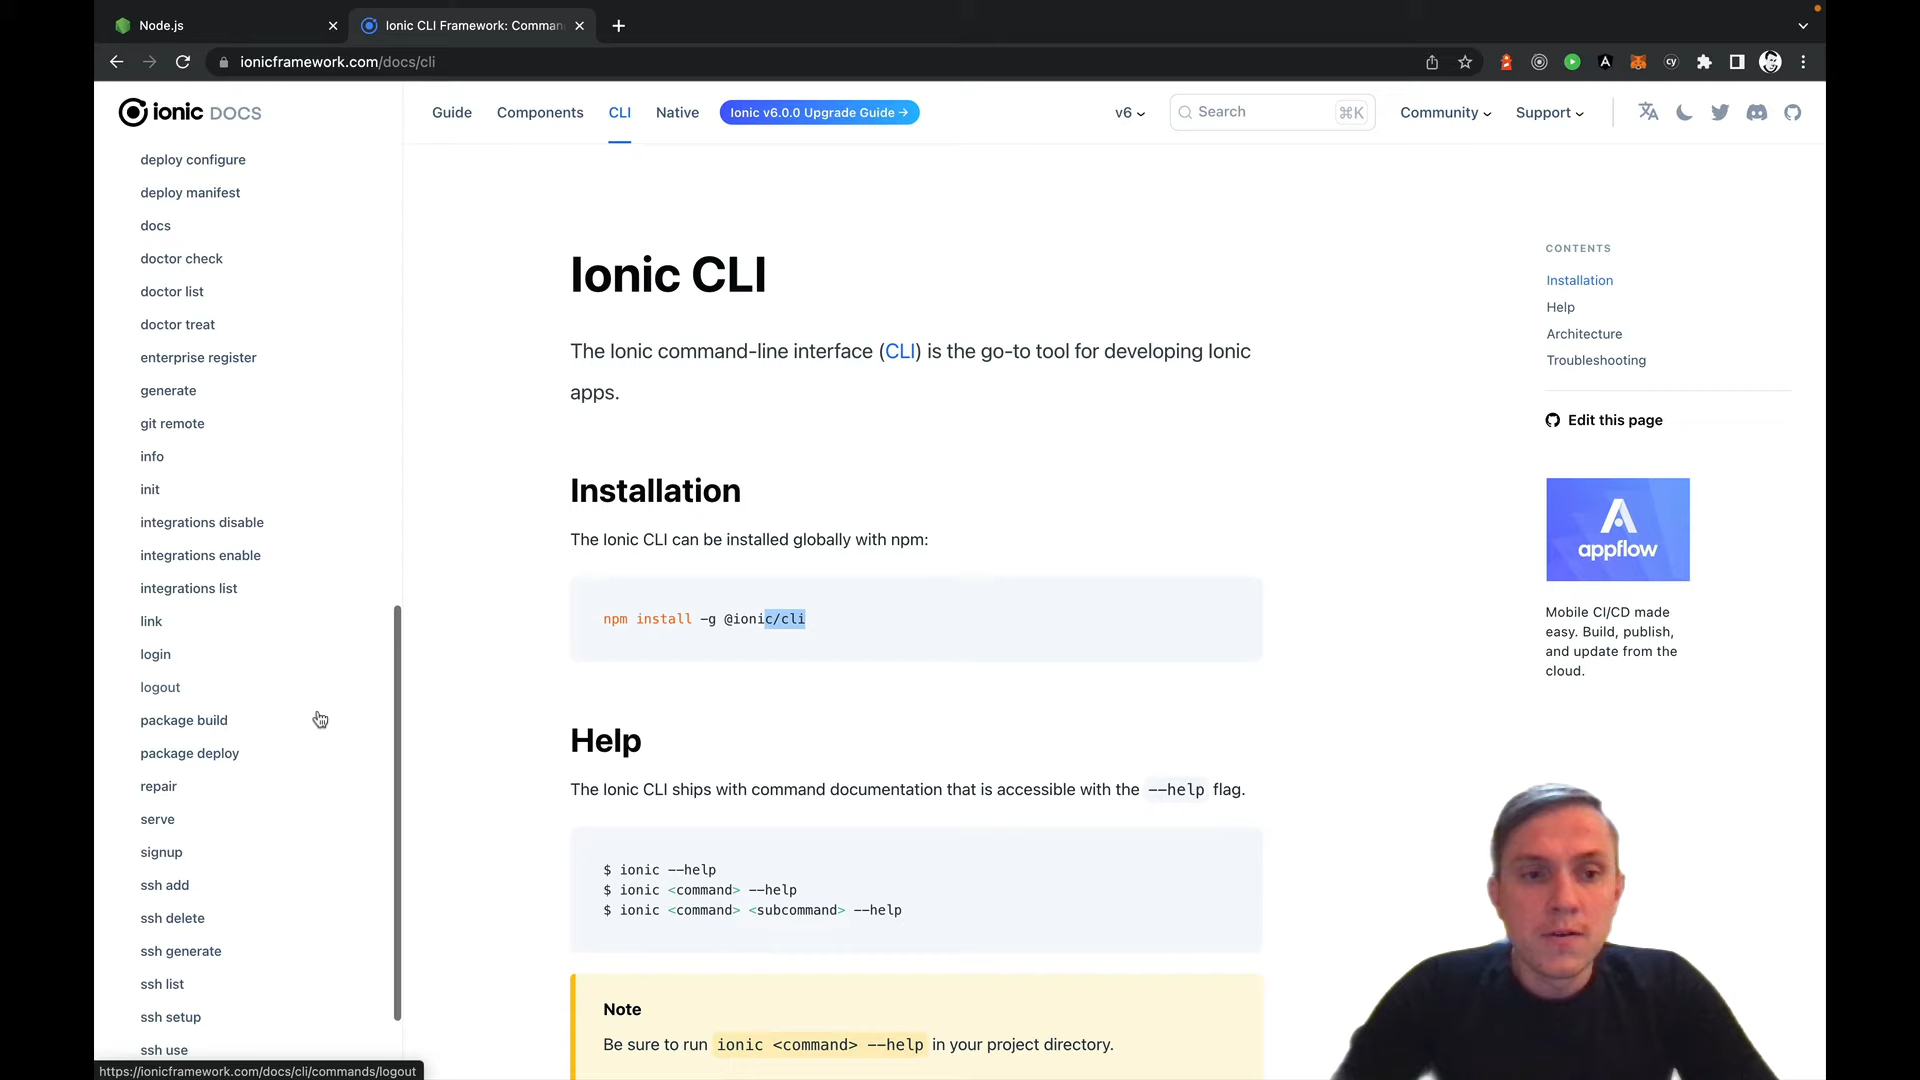 Node.js
Ionic CLI Framework: Comman
ionicframework.com/docs/cli
cy
ionic DOCS
Guide
Components
CLI
Native
Ionic v6.0.0 Upgrade Guide →
v6
Search
⌘K
Community
Support
deploy configure
deploy manifest
docs
doctor check
doctor list
doctor treat
enterprise register
generate
git remote
info
init
integrations disable
integrations enable
integrations list
link
login
logout
package build
package deploy
repair
serve
signup
ssh add
ssh delete
ssh generate
ssh list
ssh setup
ssh use
https://ionicframework.com/docs/cli/commands/logout
Ionic CLI
The Ionic command-line interface (CLI) is the go-to tool for developing Ionic
apps.
Installation
The Ionic CLI can be installed globally with npm:
npm install -g @ionic/cli
Help
The Ionic CLI ships with command documentation that is accessible with the --help flag.
$ ionic --help
$ ionic <command> --help
$ ionic <command> <subcommand> --help
Note
Be sure to run ionic <command> --help in your project directory.
CONTENTS
Installation
Help
Architecture
Troubleshooting
Edit this page
appflow
Mobile CI/CD made
easy. Build, publish,
and update from the
cloud.